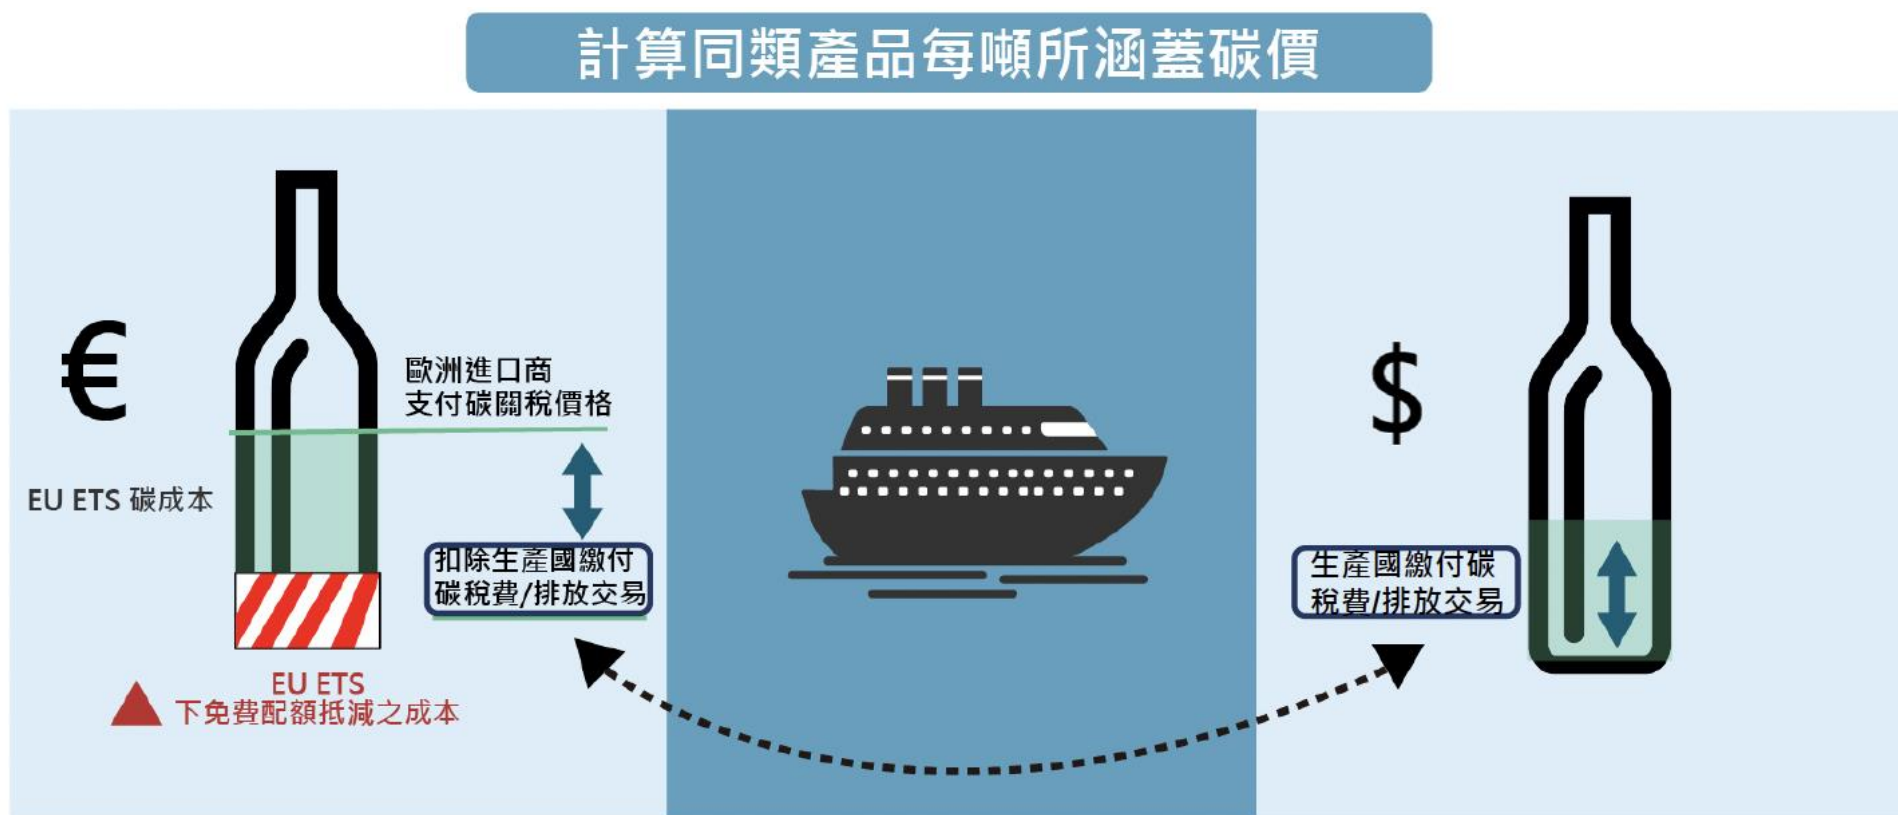 計算同類產品每噸所涵蓋碳價
€
歐洲進口商
支付碳關稅價格
EU ETS 碳成本
扣除生產國繳付
碳稅費/排放交易
EU ETS
下免費配額抵減之成本
$
生產國繳付碳
稅費/排放交易